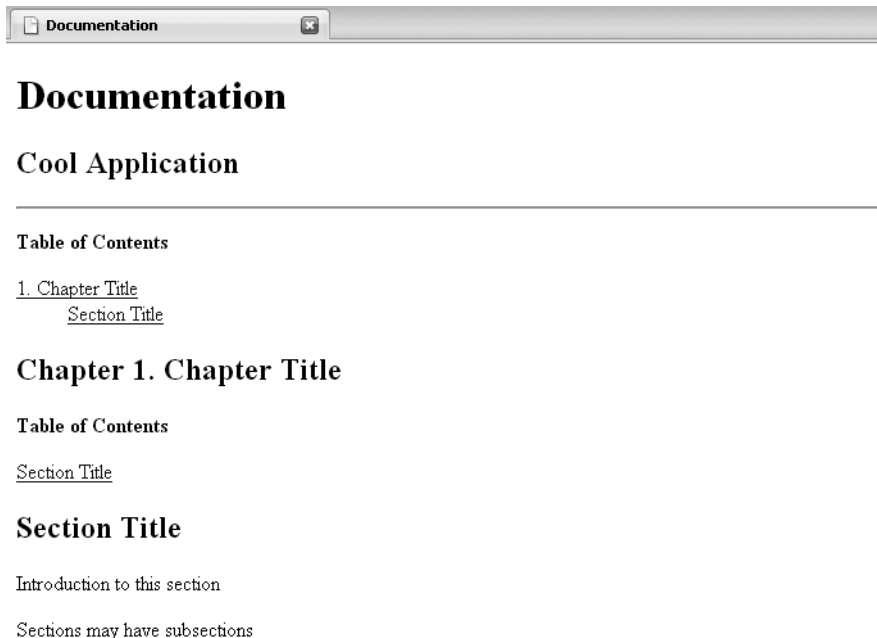 Documentation
Documentation
Cool Application
Table of Contents
1. Chapter Title
Section Title
Chapter 1. Chapter Title
Table of Contents
Section Title
Section Title
Introduction to this section
Sections may have subsections